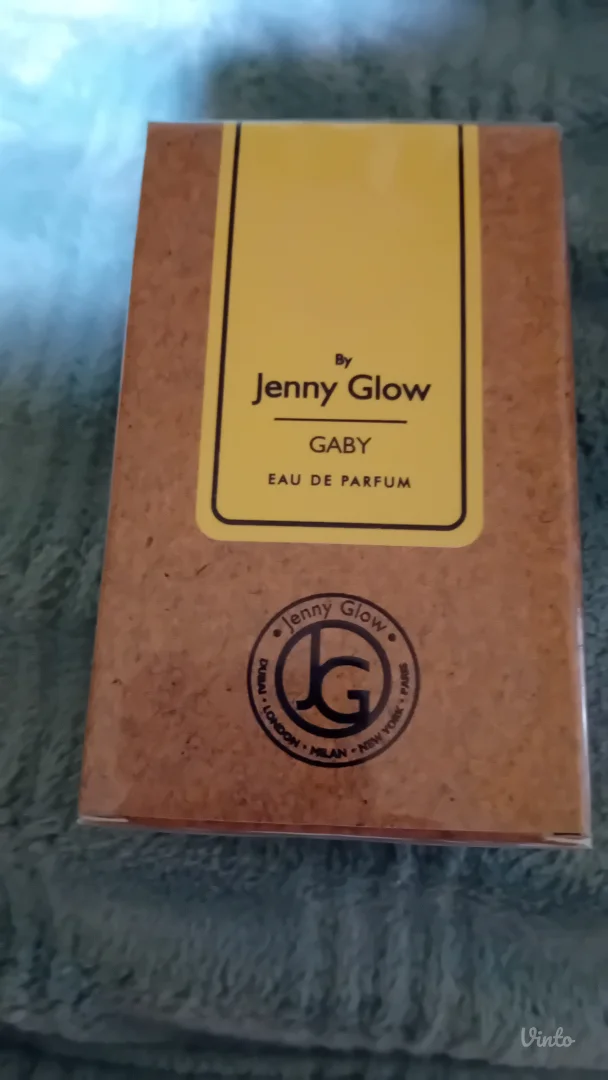 By
Jenny Glow
GABY
EAU DE PARFUM
Jenny Glow
JG
DUBAI • LONDON • MILAN • NEW YORK • PARIS
Vinto